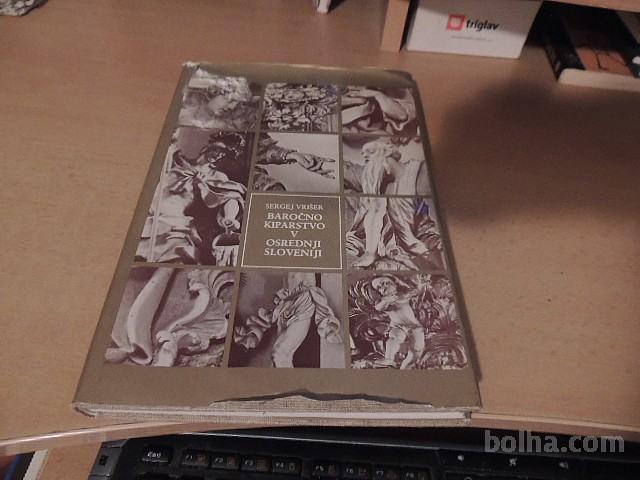 triglav
SERGEJ VRIŠER
BAROČNO
KIPARSTVO
V
OSREDNJI
SLOVENIJI
bolha.com